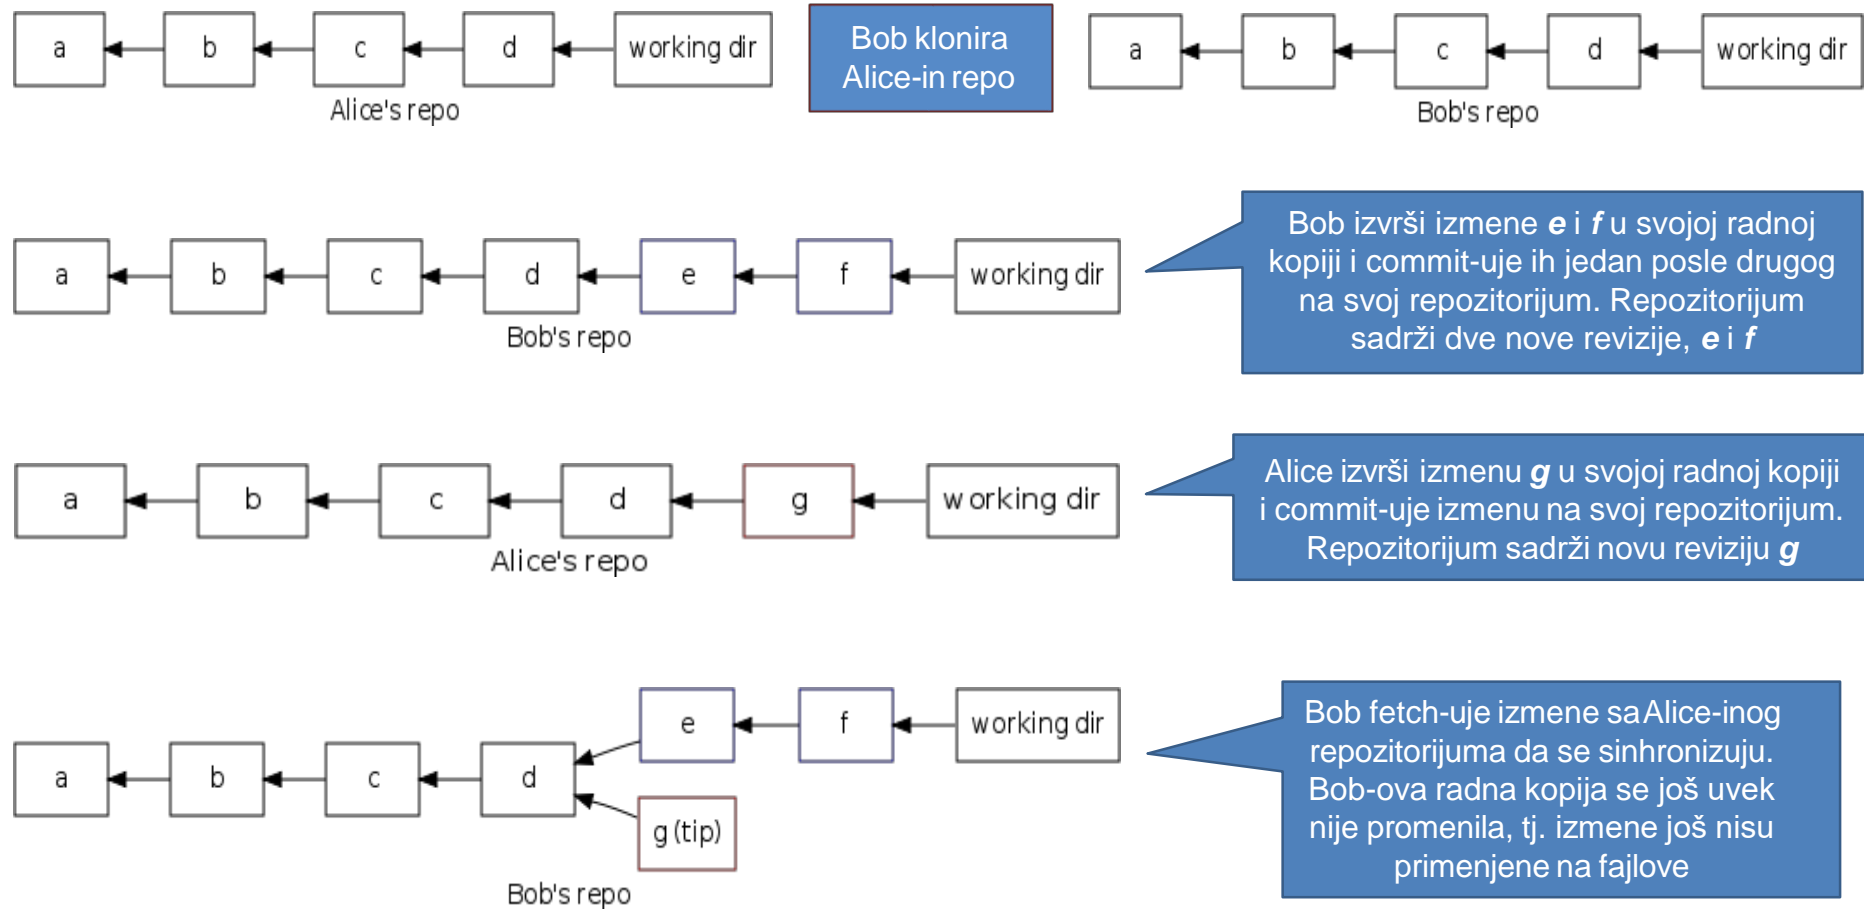 a b c d working dir
Alice's repo
Bob klonira
Alice-in repo
a b c d working dir
Bob's repo
a b c d e f working dir
Bob's repo
Bob izvrši izmene e i f u svojoj radnoj
kopiji i commit-uje ih jedan posle drugog
na svoj repozitorijum. Repozitorijum
sadrži dve nove revizije, e i f
a b c d g working dir
Alice's repo
Alice izvrši izmenu g u svojoj radnoj kopiji
i commit-uje izmenu na svoj repozitorijum.
Repozitorijum sadrži novu reviziju g
e f working dir
a b c d
g (tip)
Bob's repo
Bob fetch-uje izmene sa Alice-inog
repozitorijuma da se sinhronizuju.
Bob-ova radna kopija se još uvek
nije promenila, tj. izmene još nisu
primenjene na fajlove